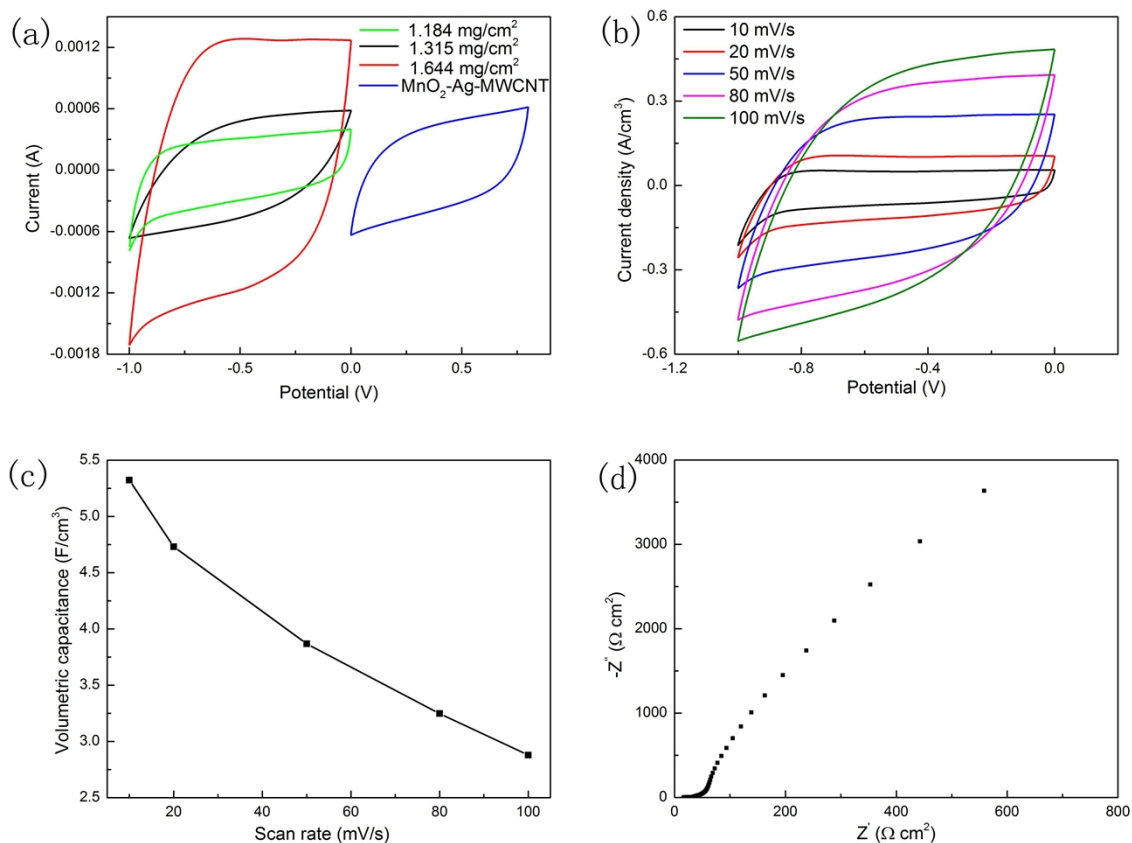 (a)
0.0012
0.0006
0.0000
-0.0006
-0.0012
-0.0018
Current (A)
1.184 mg/cm²
1.315 mg/cm²
1.644 mg/cm²
MnO₂-Ag-MWCNT
-1.0
-0.5
0.0
0.5
Potential (V)
(b)
0.6
0.3
0.0
-0.3
-0.6
Current density (A/cm³)
10 mV/s
20 mV/s
50 mV/s
80 mV/s
100 mV/s
-1.2
-0.8
-0.4
0.0
Potential (V)
(c)
5.5
5.0
4.5
4.0
3.5
3.0
2.5
Volumetric capacitance (F/cm³)
20
40
60
80
100
Scan rate (mV/s)
(d)
4000
3000
2000
1000
0
-Z″ (Ω cm²)
0
200
400
600
800
Z′ (Ω cm²)